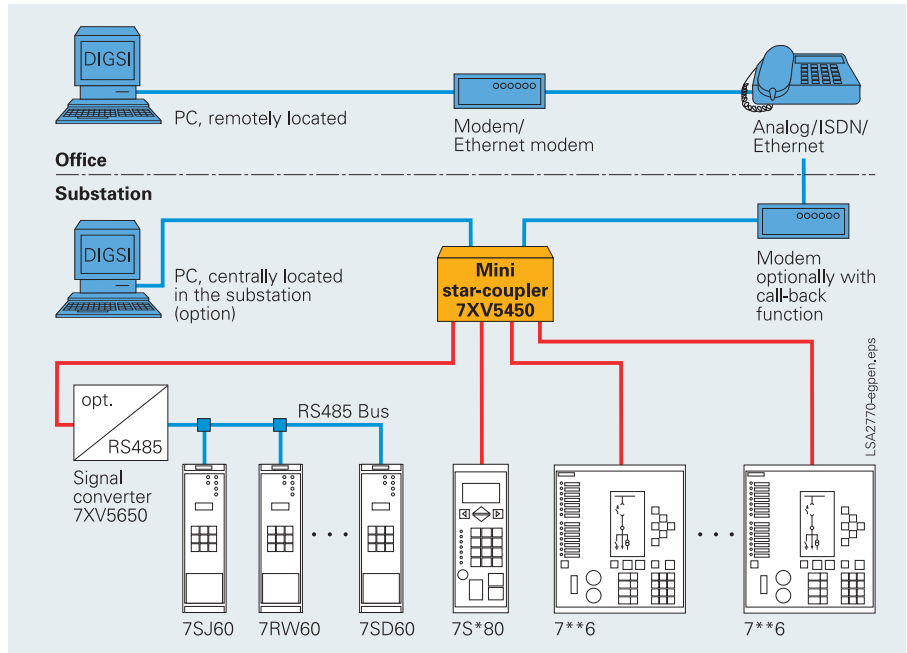 DIGSI
PC, remotely located
Modem/
Ethernet modem
Analog/ISDN/
Ethernet
Office
Substation
DIGSI
PC, centrally located
in the substation
(option)
Mini
star-coupler
7XV5450
Modem
optionally with
call-back
function
LSA2770-egpen.eps
opt.
RS485
RS485 Bus
Signal
converter
7XV5650
7SJ60
7RW60
7SD60
7S*80
7**6
7**6